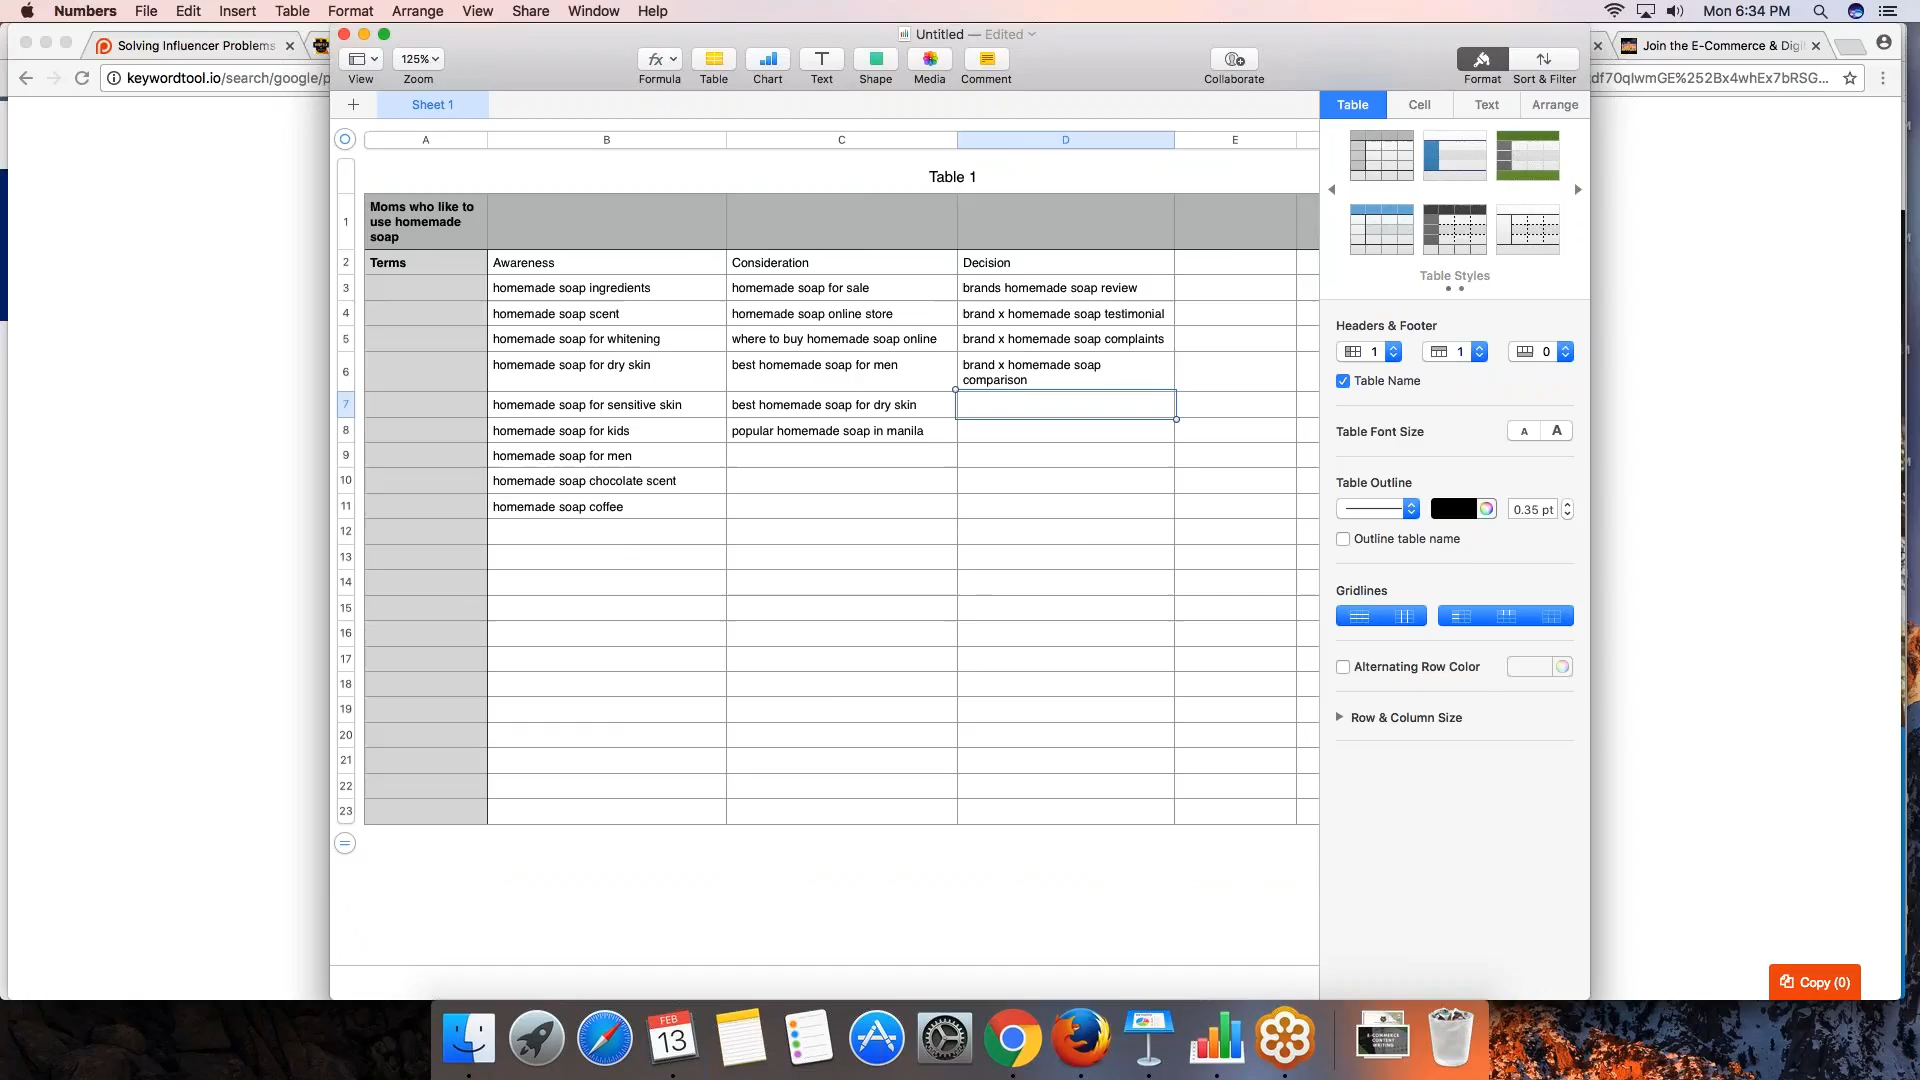 Numbers File Edit Insert Table Format Arrange View Share Window Help
Mon 6:34 PM
Solving Influencer Problems
Untitled — Edited
Join the E-Commerce & Digi
keywordtool.io/search/google/p
df70qlwmGE%252Bx4whEx7bRSG...
125%
View Zoom
Formula Table Chart Text Shape Media Comment
Collaborate
Format Sort & Filter
Sheet 1
Table Cell Text Arrange
A B C D E
Table 1
1 Moms who like to
use homemade
soap
2 Terms Awareness Consideration Decision
3 homemade soap ingredients homemade soap for sale brands homemade soap review
4 homemade soap scent homemade soap online store brand x homemade soap testimonial
5 homemade soap for whitening where to buy homemade soap online brand x homemade soap complaints
6 homemade soap for dry skin best homemade soap for men brand x homemade soap
comparison
7 homemade soap for sensitive skin best homemade soap for dry skin
8 homemade soap for kids popular homemade soap in manila
9 homemade soap for men
10 homemade soap chocolate scent
11 homemade soap coffee
12
13
14
15
16
17
18
19
20
21
22
23
Table Styles
Headers & Footer
1 1 0
Table Name
Table Font Size A A
Table Outline
0.35 pt
Outline table name
Gridlines
Alternating Row Color
Row & Column Size
Copy (0)
FEB
13
E-COMMERCE
CONTENT
WRITING